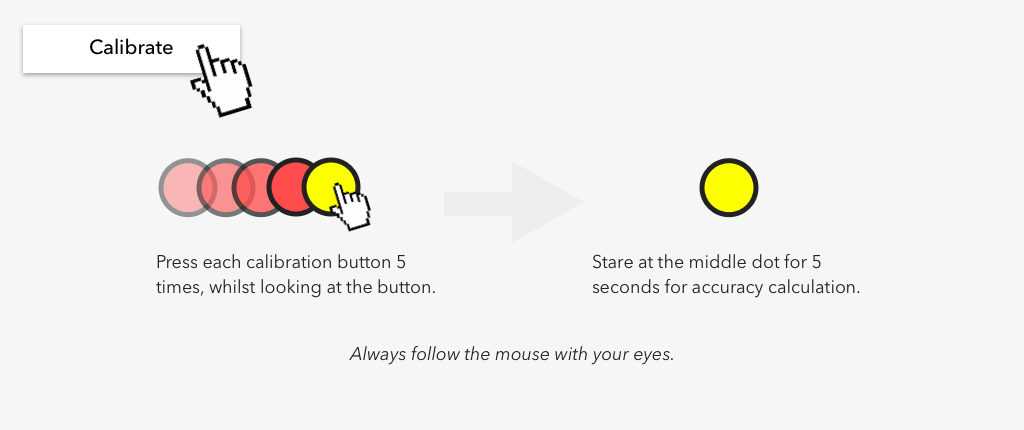 Calibrate
Press each calibration button 5
times, whilst looking at the button.
Stare at the middle dot for 5
seconds for accuracy calculation.
Always follow the mouse with your eyes.